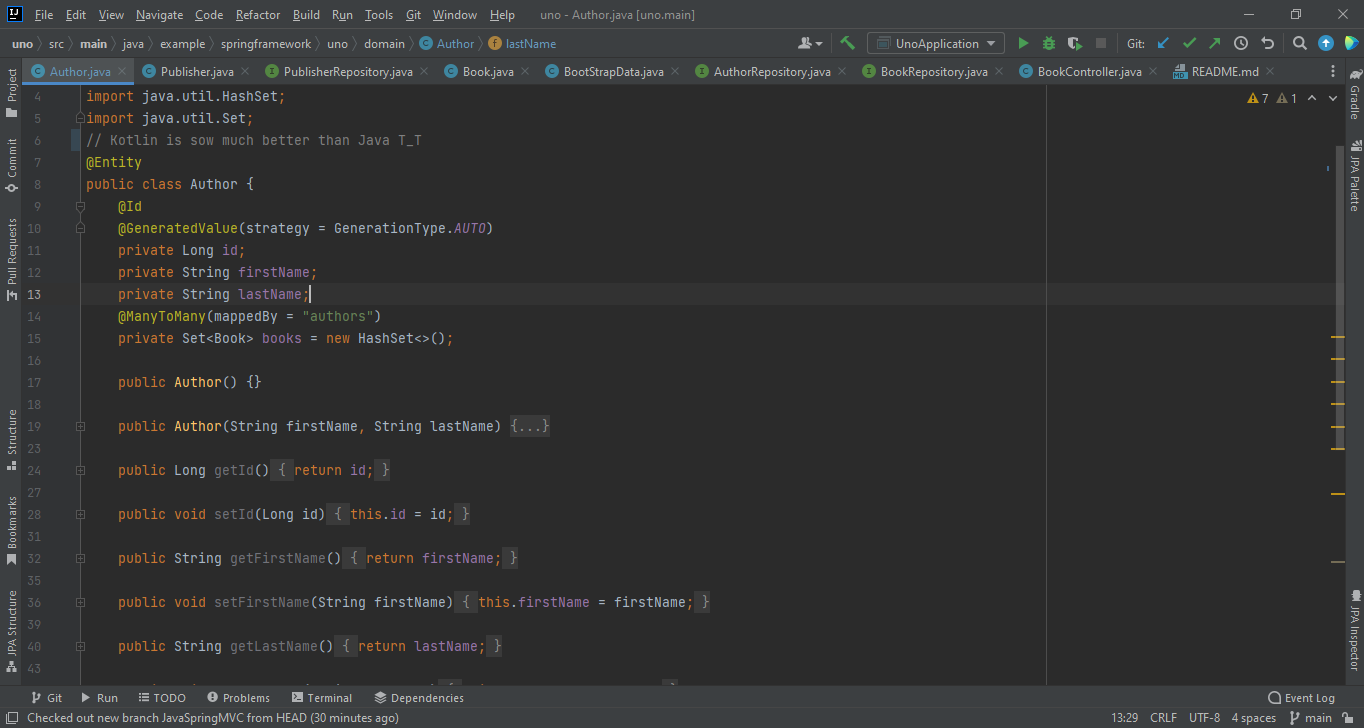 IJ File Edit View Navigate Code Refactor Build Run Tools Git Window Help uno - Author.java [uno.main]
uno src main java example springframework uno domain C Author f lastName UnoApplication Git:
C Author.java C Publisher.java I PublisherRepository.java C Book.java C BootStrapData.java I AuthorRepository.java I BookRepository.java C BookController.java MD README.md
Project
Commit
Pull Requests
Structure
Bookmarks
JPA Structure
7 1
4 import java.util.HashSet;
5 import java.util.Set;
6 // Kotlin is sow much better than Java T_T
7 @Entity
8 public class Author {
9 @Id
10 @GeneratedValue(strategy = GenerationType.AUTO)
11 private Long id;
12 private String firstName;
13 private String lastName;
14 @ManyToMany(mappedBy = "authors")
15 private Set<Book> books = new HashSet<>();
16
17 public Author() {}
18
19 public Author(String firstName, String lastName) {...}
23
24 public Long getId() { return id; }
27
28 public void setId(Long id) { this.id = id; }
31
32 public String getFirstName() { return firstName; }
35
36 public void setFirstName(String firstName) { this.firstName = firstName; }
39
40 public String getLastName() { return lastName; }
43
Gradle
JPA Palette
JPA Inspector
Git Run TODO Problems Terminal Dependencies Event Log
Checked out new branch JavaSpringMVC from HEAD (30 minutes ago) 13:29 CRLF UTF-8 4 spaces main